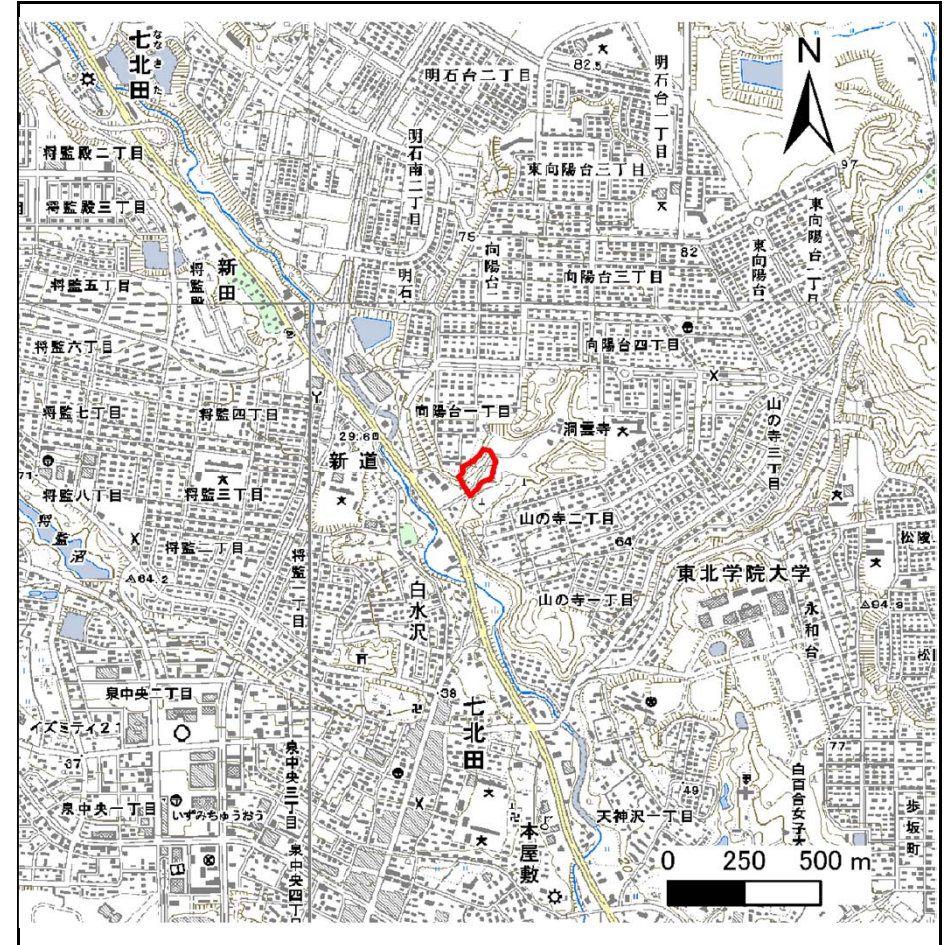 七北田
ななきた
82.5
明石台二丁目
明石台一丁目
N
将監殿二丁目
明石南二丁目
東向陽台三丁目
97
将監殿三丁目
東向陽台二丁目
75
向陽台二
82
東向陽台
将監殿
新田
将監五丁目
明石
向陽台三丁目
将監六丁目
向陽台四丁目
将監七丁目
将監四丁目
向陽台一丁目
洞雲寺
山の寺三丁目
29.6
新道
71
将監八丁目
将監三丁目
山の寺二丁目
将監沼
将監二丁目
将監一丁目
64
松陵
東北学院大学
64.2
白水沢
山の寺一丁目
永和台
泉中央二丁目
38
七北田
イズミティ21
77
37
泉中央三丁目
49
泉中央一丁目
いずみちゅうおう
天神沢一丁目
白百合女子大
歩坂町
本屋敷
泉中央四丁
0 250 500 m